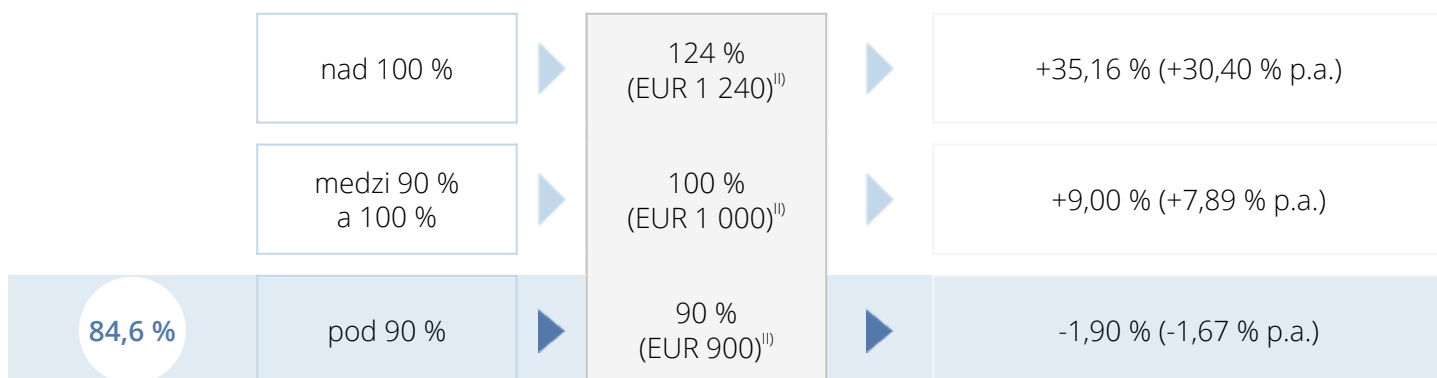 nad 100 %
124 %
(EUR 1 240)II)
+35,16 % (+30,40 % p.a.)
medzi 90 %
a 100 %
100 %
(EUR 1 000)II)
+9,00 % (+7,89 % p.a.)
84,6 %
pod 90 %
90 %
(EUR 900)II)
-1,90 % (-1,67 % p.a.)